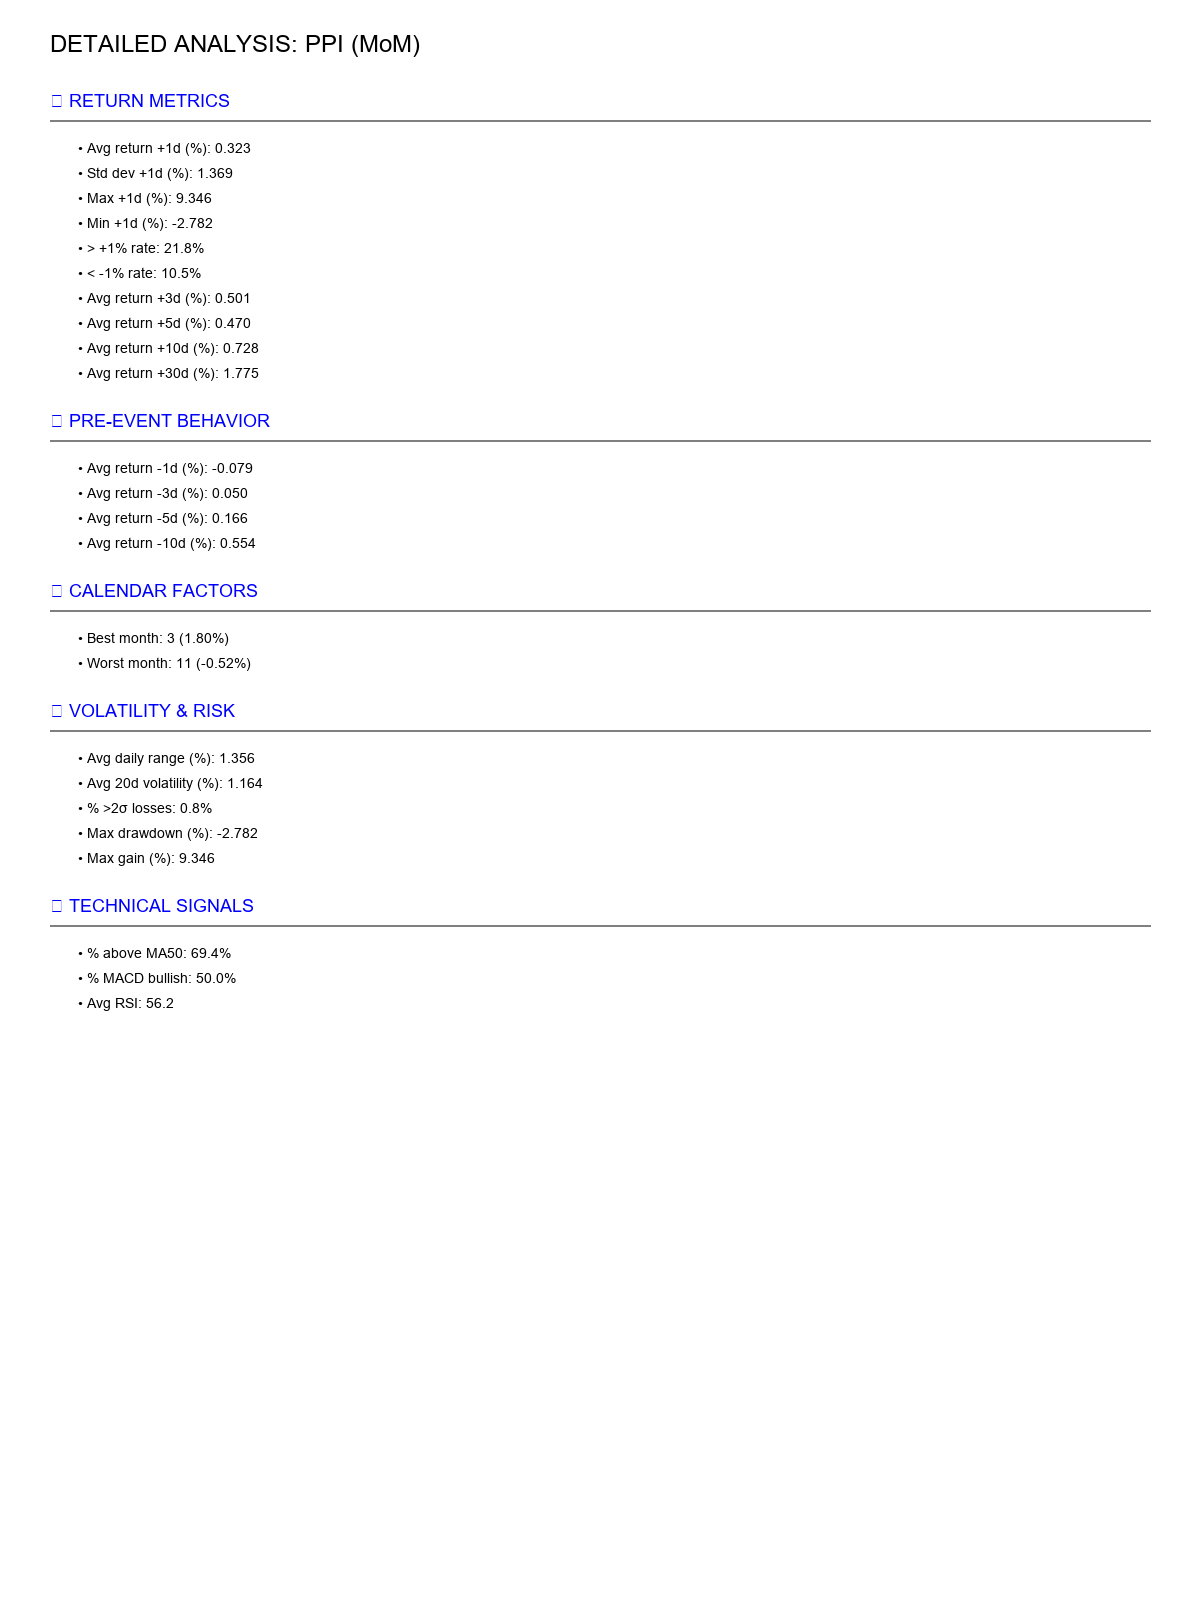 DETAILED ANALYSIS: PPI (MoM)
RETURN METRICS
• Avg return +1d (%): 0.323
• Std dev +1d (%): 1.369
• Max +1d (%): 9.346
• Min +1d (%): -2.782
• > +1% rate: 21.8%
• < -1% rate: 10.5%
• Avg return +3d (%): 0.501
• Avg return +5d (%): 0.470
• Avg return +10d (%): 0.728
• Avg return +30d (%): 1.775
PRE-EVENT BEHAVIOR
• Avg return -1d (%): -0.079
• Avg return -3d (%): 0.050
• Avg return -5d (%): 0.166
• Avg return -10d (%): 0.554
CALENDAR FACTORS
• Best month: 3 (1.80%)
• Worst month: 11 (-0.52%)
VOLATILITY & RISK
• Avg daily range (%): 1.356
• Avg 20d volatility (%): 1.164
• % >2σ losses: 0.8%
• Max drawdown (%): -2.782
• Max gain (%): 9.346
TECHNICAL SIGNALS
• % above MA50: 69.4%
• % MACD bullish: 50.0%
• Avg RSI: 56.2